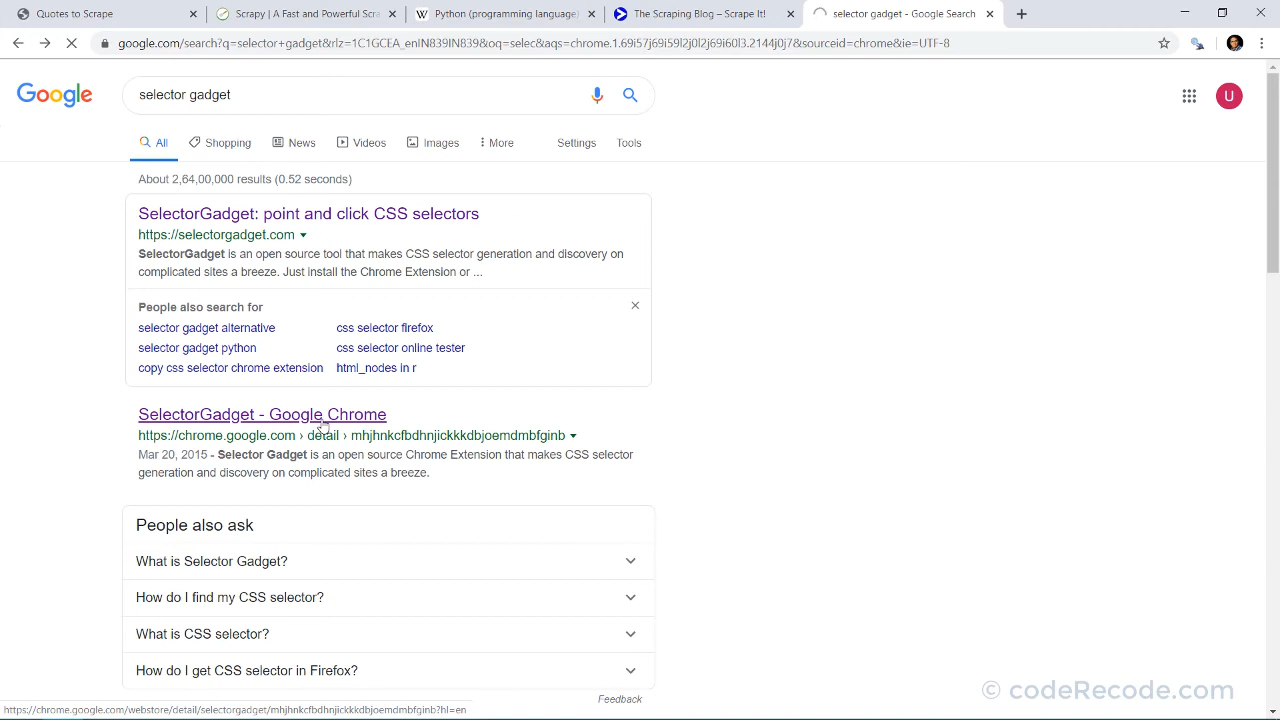 Quotes to Scrape
Scrapy | A Fast and Powerful Scra
Python (programming language)
The Scraping Blog – Scrape It!
selector gadget - Google Search
google.com/search?q=selector+gadget&rlz=1C1GCEA_enIN839IN839&oq=select&aqs=chrome.1.69i57j69i59l2j0l2j69i60l3.2144j0j7&sourceid=chrome&ie=UTF-8
Google
selector gadget
U
All
Shopping
News
Videos
Images
More
Settings
Tools
About 2,64,00,000 results (0.52 seconds)
SelectorGadget: point and click CSS selectors
https://selectorgadget.com
SelectorGadget is an open source tool that makes CSS selector generation and discovery on
complicated sites a breeze. Just install the Chrome Extension or ...
People also search for
selector gadget alternative
css selector firefox
selector gadget python
css selector online tester
copy css selector chrome extension
html_nodes in r
SelectorGadget - Google Chrome
https://chrome.google.com › detail › mhjhnkcfbdhnjickkkdbjoemdmbfginb
Mar 20, 2015 - Selector Gadget is an open source Chrome Extension that makes CSS selector
generation and discovery on complicated sites a breeze.
People also ask
What is Selector Gadget?
How do I find my CSS selector?
What is CSS selector?
How do I get CSS selector in Firefox?
Feedback
© codeRecode.com
https://chrome.google.com/webstore/detail/selectorgadget/mhjhnkcfbdhnjickkkdbjoemdmbfginb?hl=en